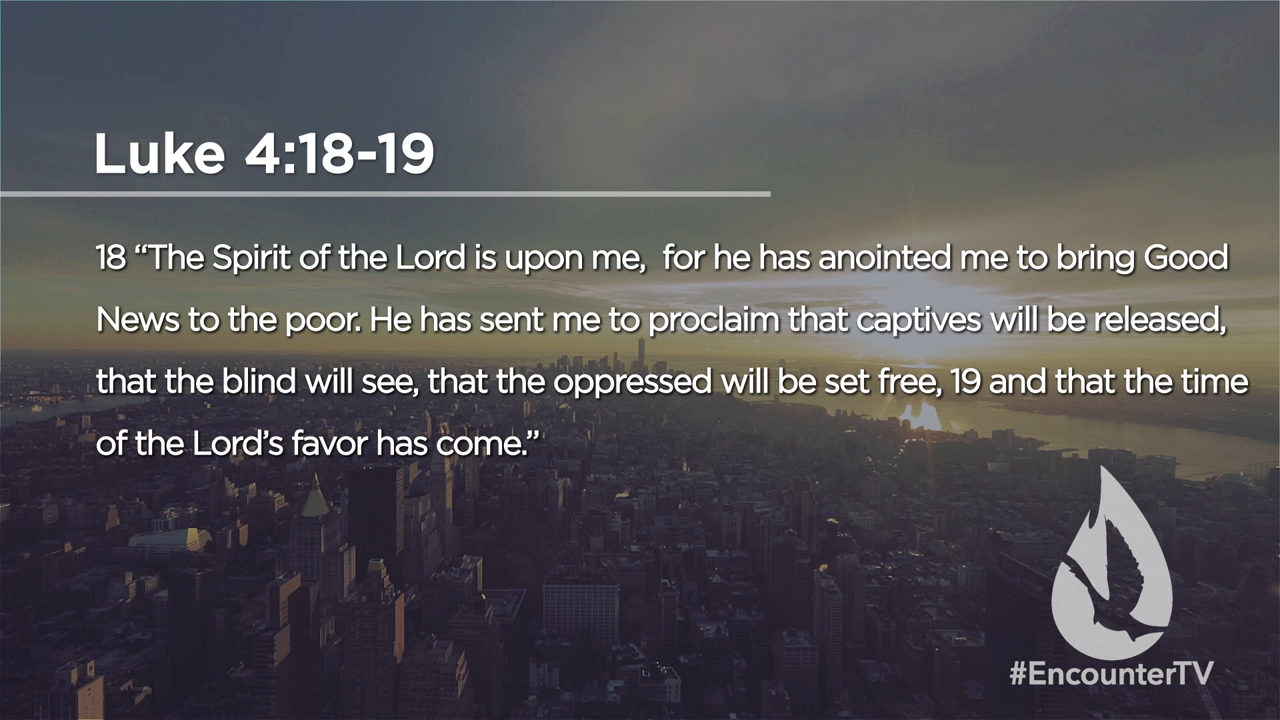 Luke 4:18-19
18 “The Spirit of the Lord is upon me,  for he has anointed me to bring Good
News to the poor. He has sent me to proclaim that captives will be released,
that the blind will see, that the oppressed will be set free, 19 and that the time
of the Lord’s favor has come.”
#EncounterTV